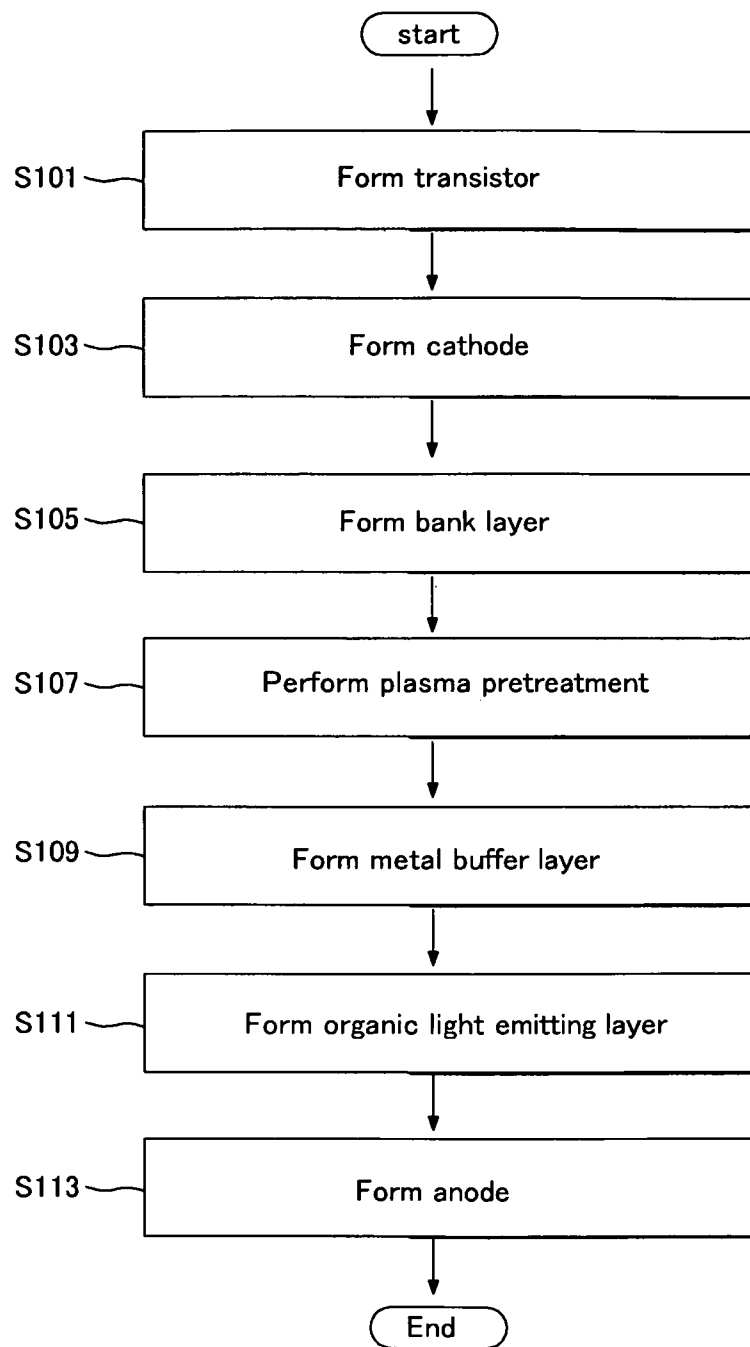 start
S101 Form transistor
S103 Form cathode
S105 Form bank layer
S107 Perform plasma pretreatment
S109 Form metal buffer layer
S111 Form organic light emitting layer
S113 Form anode
End